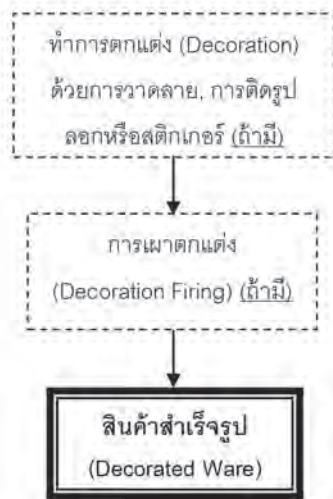 ทำการตกแต่ง (Decoration)
ด้วยการวาดลาย, การติดรูป
ลอกหรือสติกเกอร์ (ถ้ามี)
การเผาตกแต่ง
(Decoration Firing) (ถ้ามี)
สินค้าสำเร็จรูป
(Decorated Ware)